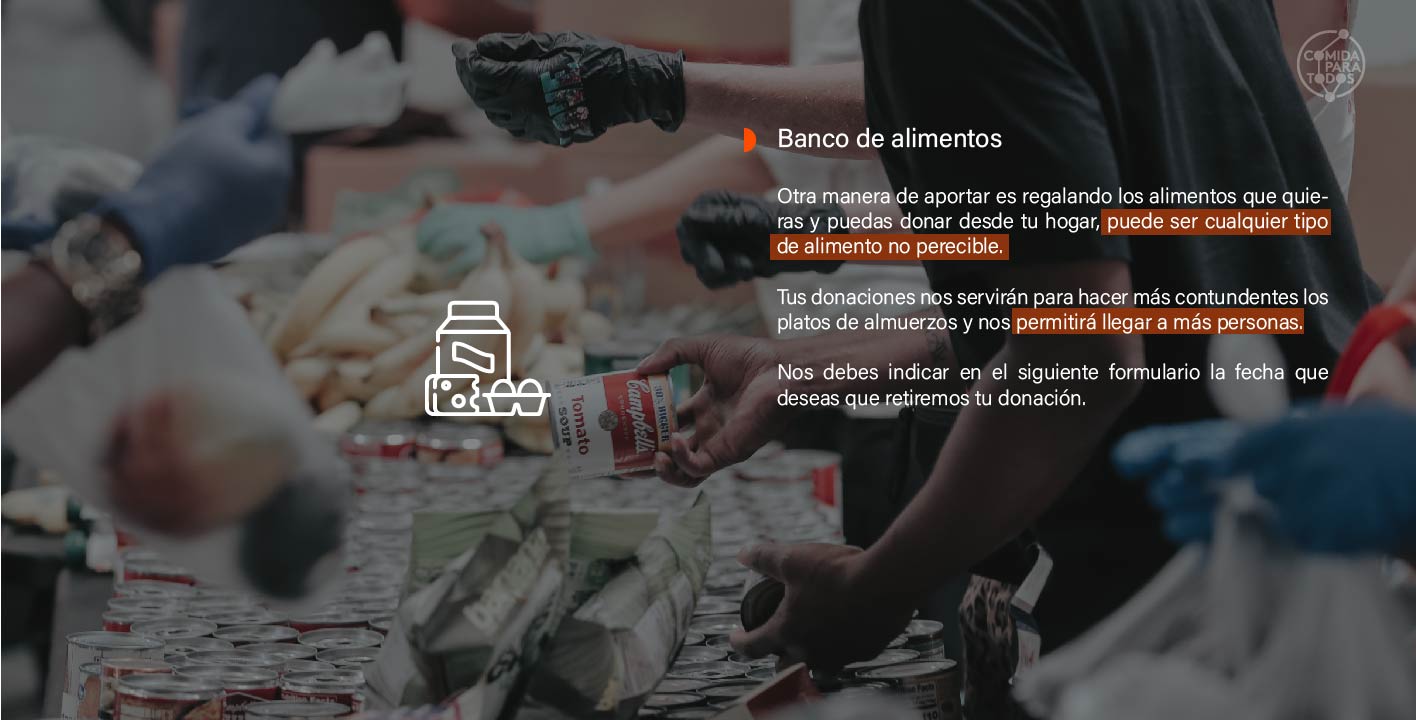 COMIDA
PARA
TODOS
Banco de alimentos
Otra manera de aportar es regalando los alimentos que quie-
ras y puedas donar desde tu hogar, puede ser cualquier tipo
de alimento no perecible.
Tus donaciones nos servirán para hacer más contundentes los
platos de almuerzos y nos permitirá llegar a más personas.
Nos debes indicar en el siguiente formulario la fecha que
deseas que retiremos tu donación.
Campbell's
Tomato
SOUP